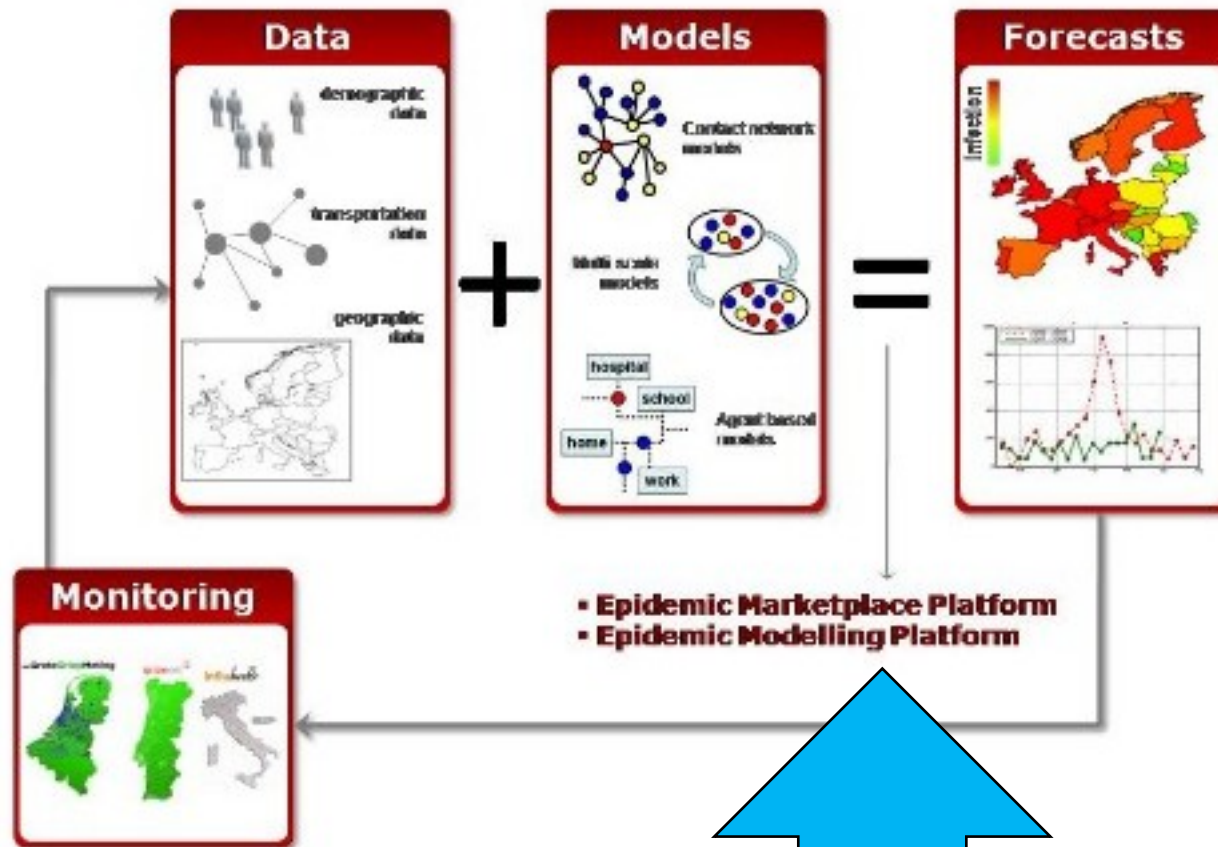 Data
demographic
data
transportation
data
geographic
data
Models
Contact network
models
Multi scale
models
hospital
school
home
work
Agent based
models
Forecasts
Infection
Monitoring
▪ Epidemic Marketplace Platform
▪ Epidemic Modelling Platform